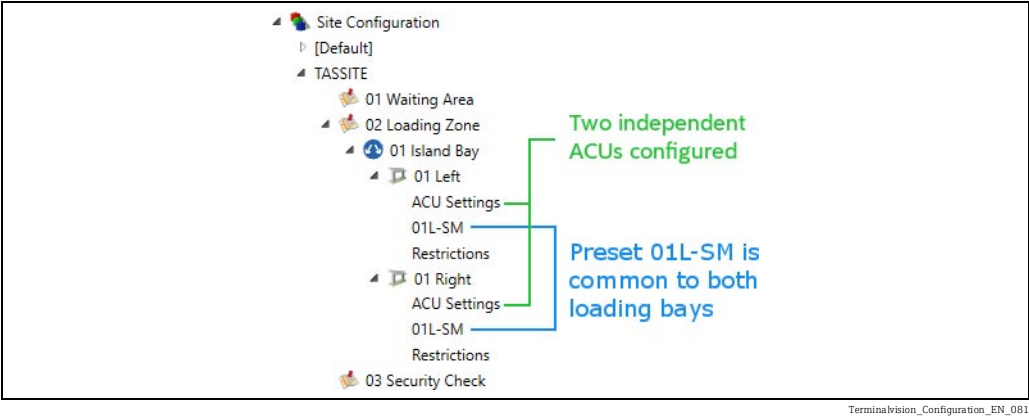 Site Configuration
[Default]
TASSITE
01 Waiting Area
02 Loading Zone
01 Island Bay
01 Left
ACU Settings
01L-SM
Restrictions
01 Right
ACU Settings
01L-SM
Restrictions
03 Security Check
Two independent
ACUs configured
Preset 01L-SM is
common to both
loading bays
Terminalvision_Configuration_EN_081